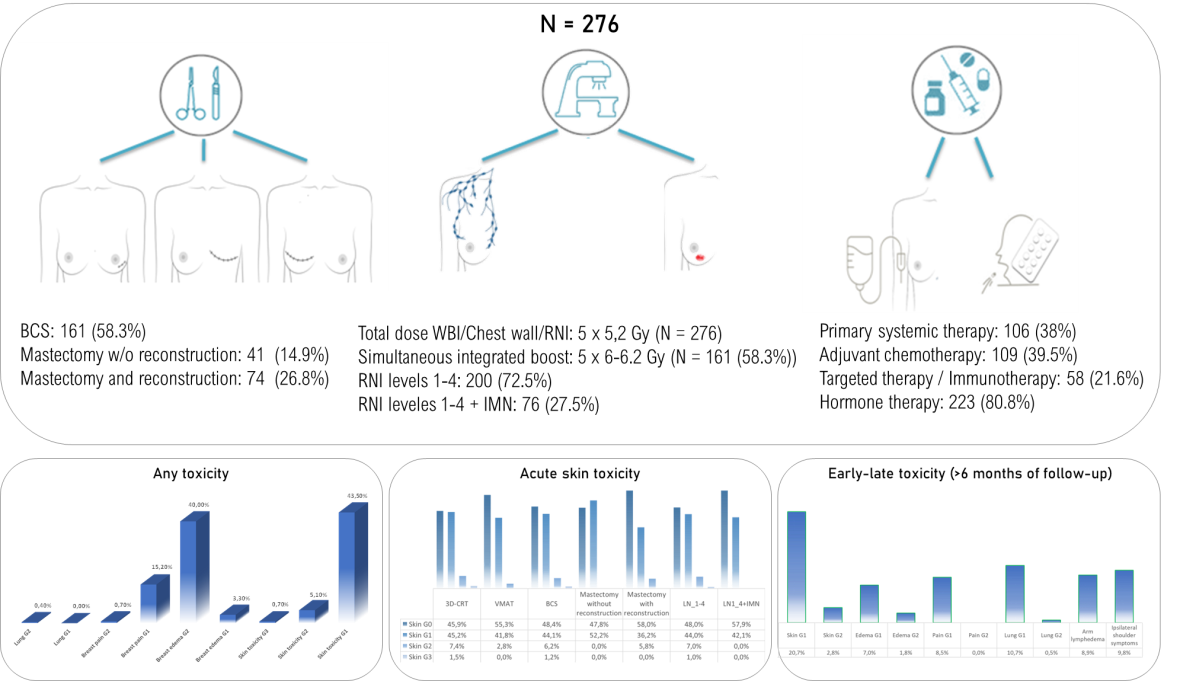 N = 276
BCS: 161 (58.3%)
Mastectomy w/o reconstruction: 41 (14.9%)
Mastectomy and reconstruction: 74 (26.8%)
Total dose WBI/Chest wall/RNI: 5 x 5,2 Gy (N = 276)
Simultaneous integrated boost: 5 x 6-6.2 Gy (N = 161 (58.3%))
RNI levels 1-4: 200 (72.5%)
RNI leveles 1-4 + IMN: 76 (27.5%)
Primary systemic therapy: 106 (38%)
Adjuvant chemotherapy: 109 (39.5%)
Targeted therapy / Immunotherapy: 58 (21.6%)
Hormone therapy: 223 (80.8%)
Any toxicity
0,40%
0,00%
0,70%
15,20%
40,00%
3,30%
0,70%
5,10%
43,50%
Lung G2
Lung G1
Breast pain G2
Breast pain G1
Breast edema G2
Breast edema G1
Skin toxicity G3
Skin toxicity G2
Skin toxicity G1
Acute skin toxicity
3D-CRT VMAT BCS Mastectomy without reconstruction Mastectomy with reconstruction LN_1-4 LN1_4+IMN
Skin G0 45,9% 55,3% 48,4% 47,8% 58,0% 48,0% 57,9%
Skin G1 45,2% 41,8% 44,1% 52,2% 36,2% 44,0% 42,1%
Skin G2 7,4% 2,8% 6,2% 0,0% 5,8% 7,0% 0,0%
Skin G3 1,5% 0,0% 1,2% 0,0% 0,0% 1,0% 0,0%
Early-late toxicity (>6 months of follow-up)
Skin G1 Skin G2 Edema G1 Edema G2 Pain G1 Pain G2 Lung G1 Lung G2 Arm lymphedema Ipsilateral shoulder symptoms
20,7% 2,8% 7,0% 1,8% 8,5% 0,0% 10,7% 0,5% 8,9% 9,8%